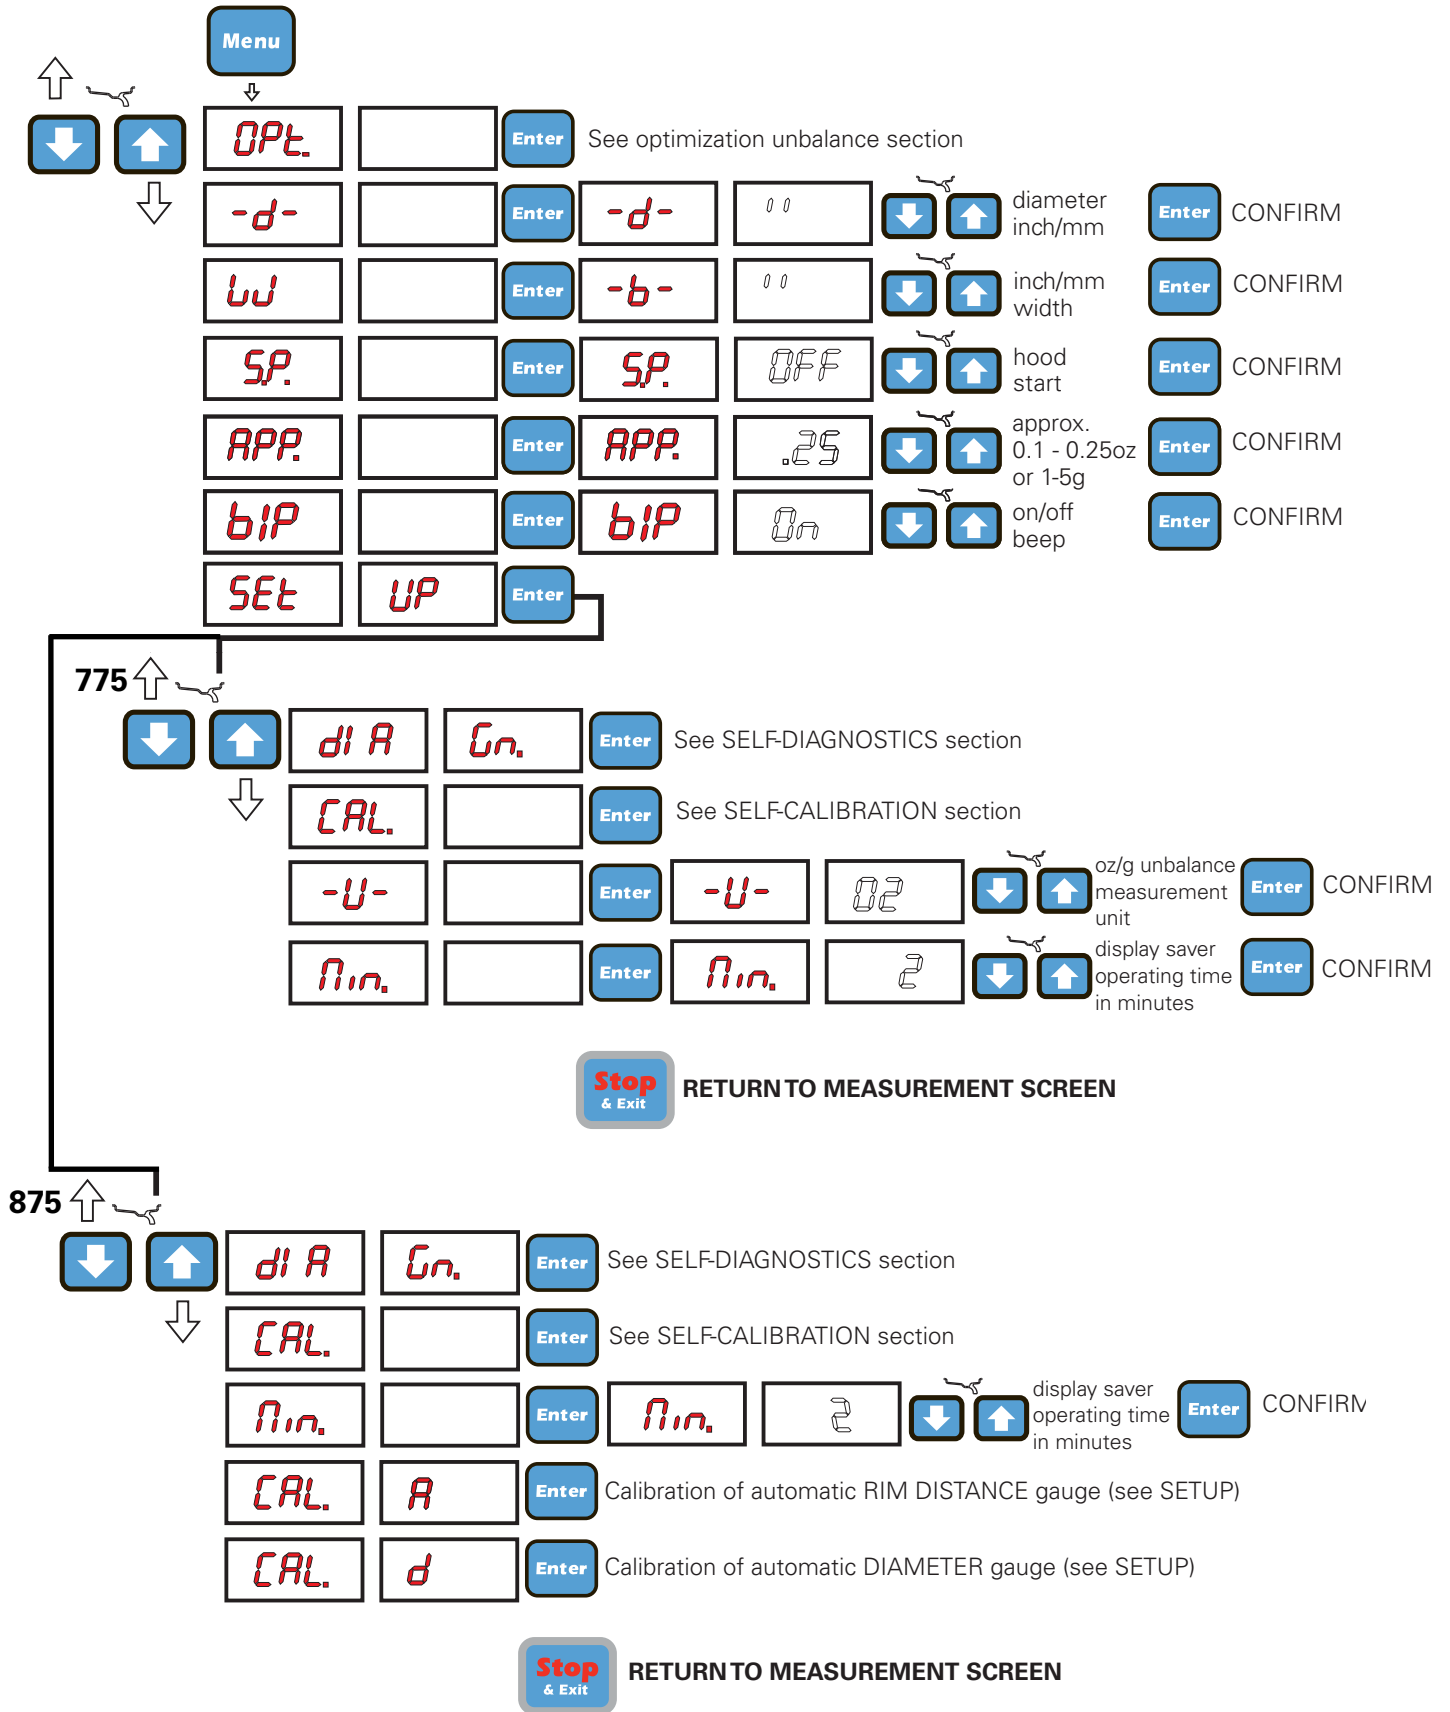 Menu
OPt. Enter See optimization unbalance section
-d- Enter -d- '' diameter inch/mm Enter CONFIRM
W Enter -b- '' inch/mm width Enter CONFIRM
S.P. Enter S.P. OFF hood start Enter CONFIRM
APP. Enter APP. .25 approx. 0.1 - 0.25oz or 1-5g Enter CONFIRM
bIP Enter bIP On on/off beep Enter CONFIRM
SEt UP Enter
775
dI A Gn. Enter See SELF-DIAGNOSTICS section
CAL. Enter See SELF-CALIBRATION section
-U- Enter -U- 02 oz/g unbalance measurement unit Enter CONFIRM
Min. Enter Min. 2 display saver operating time in minutes Enter CONFIRM
Stop & Exit RETURN TO MEASUREMENT SCREEN
875
dI A Gn. Enter See SELF-DIAGNOSTICS section
CAL. Enter See SELF-CALIBRATION section
Min. Enter Min. 2 display saver operating time in minutes Enter CONFIRM
CAL. A Enter Calibration of automatic RIM DISTANCE gauge (see SETUP)
CAL. d Enter Calibration of automatic DIAMETER gauge (see SETUP)
Stop & Exit RETURN TO MEASUREMENT SCREEN